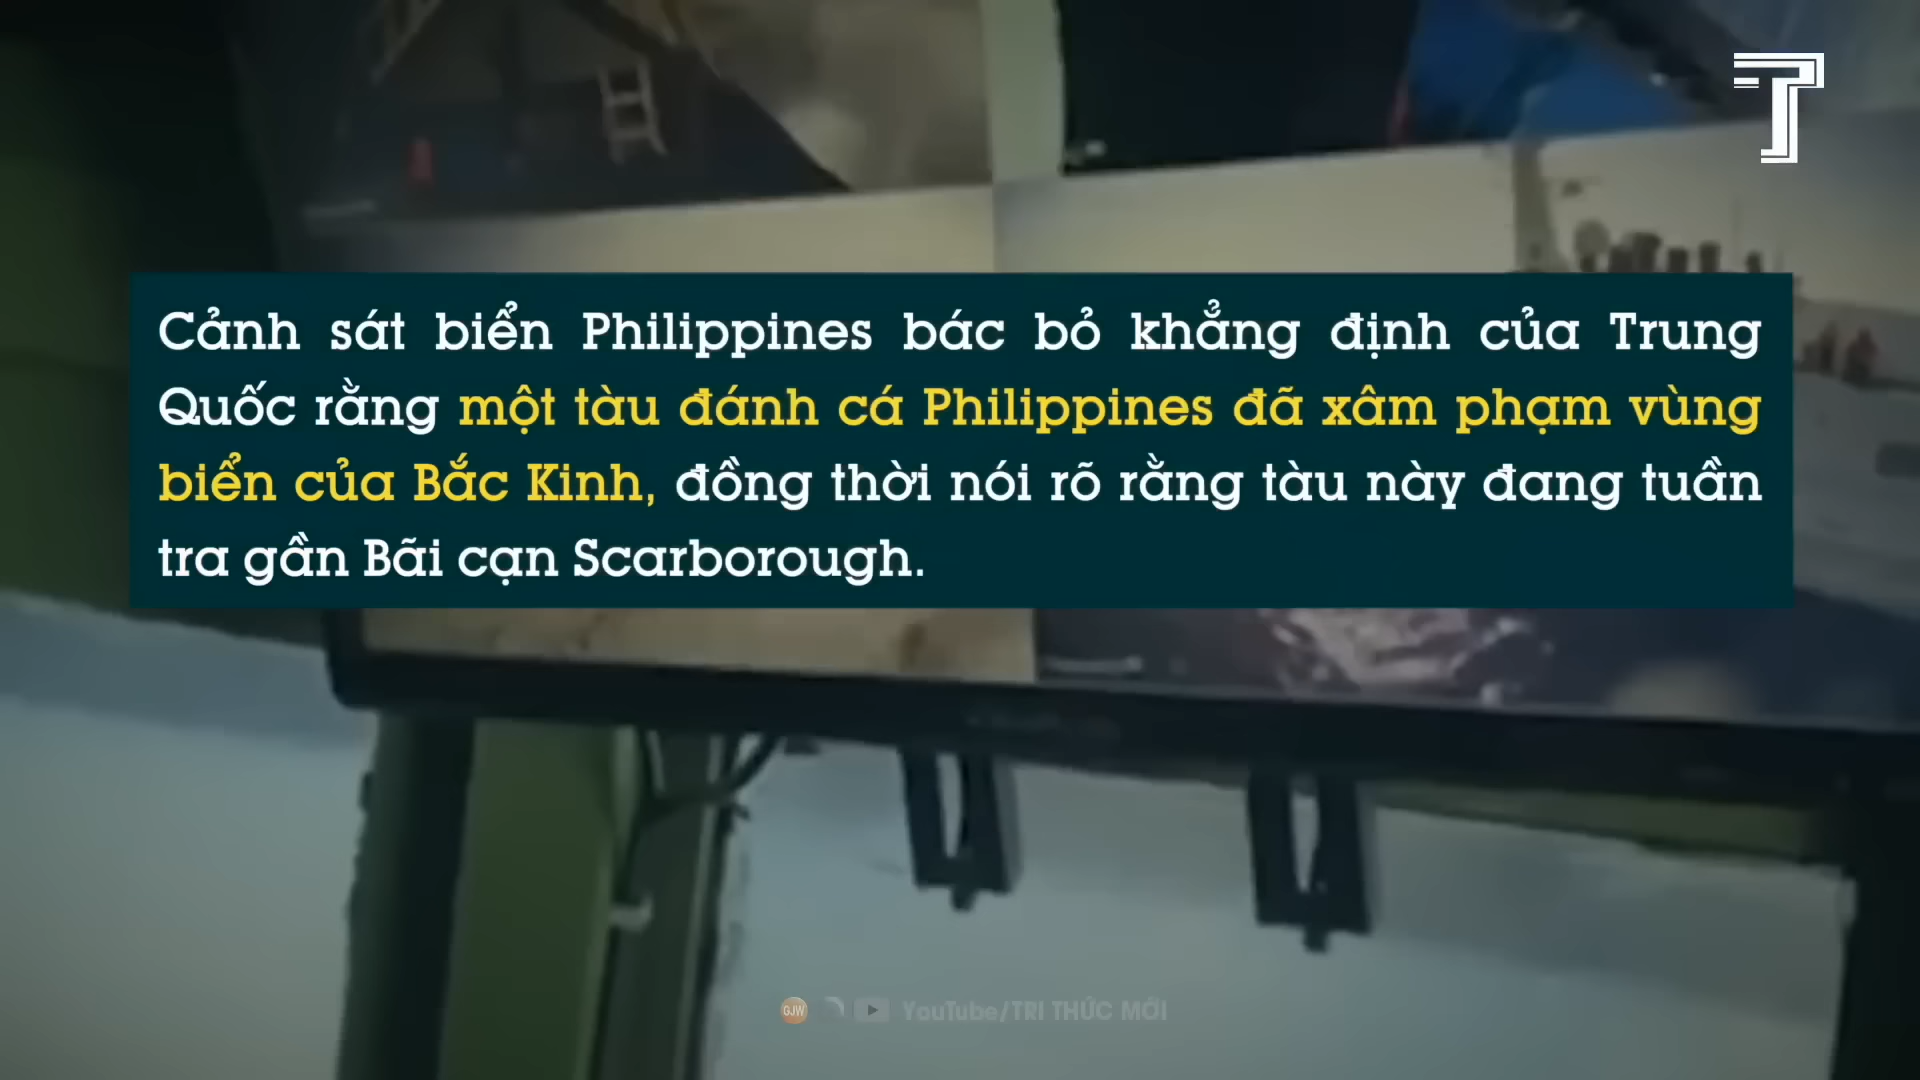 T
Cảnh sát biển Philippines bác bỏ khẳng định của Trung
Quốc rằng một tàu đánh cá Philippines đã xâm phạm vùng
biển của Bắc Kinh, đồng thời nói rõ rằng tàu này đang tuần
tra gần Bãi cạn Scarborough.
GJW YouTube/TRI THỨC MỚI